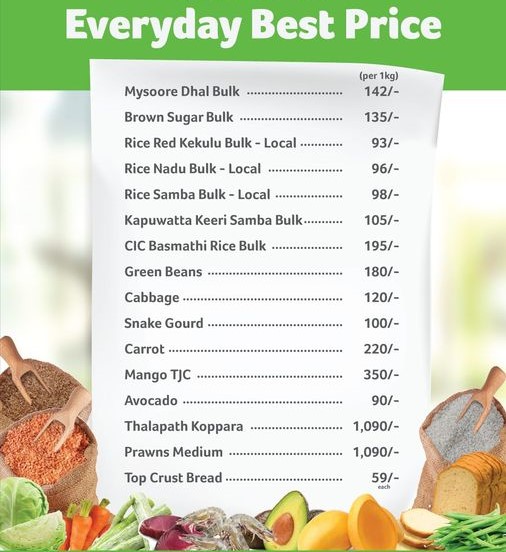 Everyday Best Price
(per 1kg)
Mysoore Dhal Bulk ........................... 142/-
Brown Sugar Bulk ............................. 135/-
Rice Red Kekulu Bulk - Local ............ 93/-
Rice Nadu Bulk - Local ..................... 96/-
Rice Samba Bulk - Local ................... 98/-
Kapuwatta Keeri Samba Bulk........... 105/-
CIC Basmathi Rice Bulk .................... 195/-
Green Beans ...................................... 180/-
Cabbage ............................................. 120/-
Snake Gourd ...................................... 100/-
Carrot ................................................. 220/-
Mango TJC ......................................... 350/-
Avocado ............................................. 90/-
Thalapath Koppara .......................... 1,090/-
Prawns Medium ................................ 1,090/-
Top Crust Bread ................................. 59/-
each